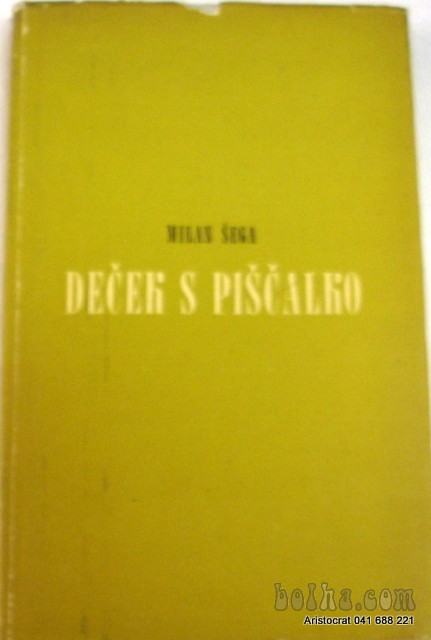 MILAN ŠEGA
DEČEK S PIŠČALKO
bolha.com
Aristocrat 041 688 221